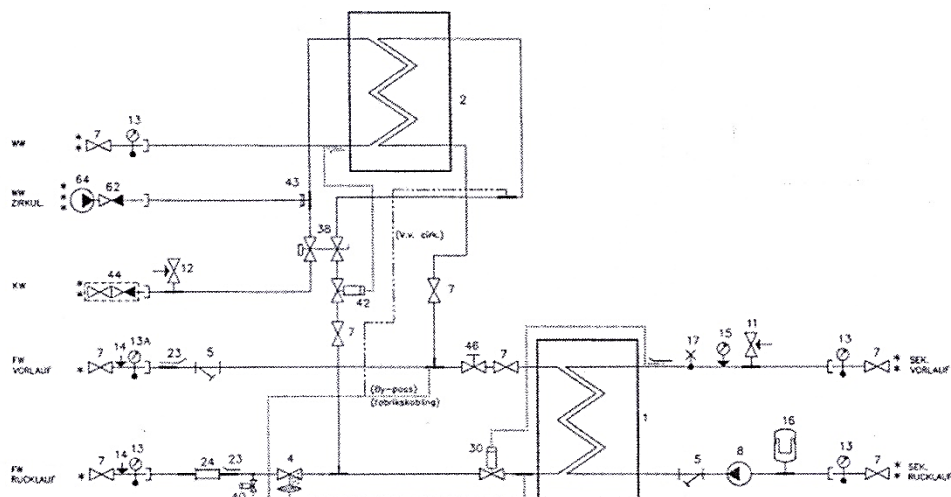 2
WW
**
7
13
WW
ZIRKUL.
***
64
62
43
38
(V.v. cirk.)
KW
**
44
12
42
7
7
FW
VORLAUF
*
7
14
13A
23
5
46
7
17
15
11
13
7
**
SEK.
VORLAUF
(By-pass)
(fabrikskobling)
1
30
16
FW
RÜCKLAUF
*
7
14
13
24
23
4
5
8
13
7
**
SEK.
RÜCKLAUF